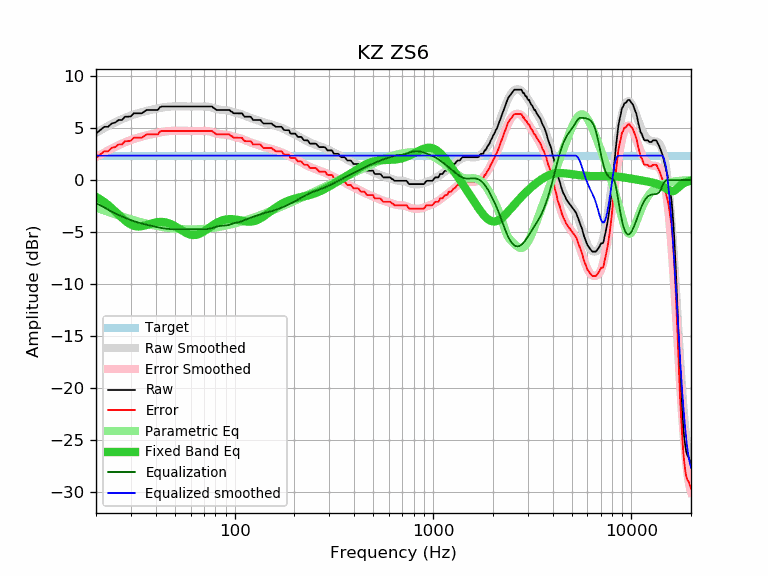 KZ ZS6
Amplitude (dBr)
10
5
0
−5
−10
−15
−20
−25
−30
Target
Raw Smoothed
Error Smoothed
Raw
Error
Parametric Eq
Fixed Band Eq
Equalization
Equalized smoothed
100
1000
10000
Frequency (Hz)